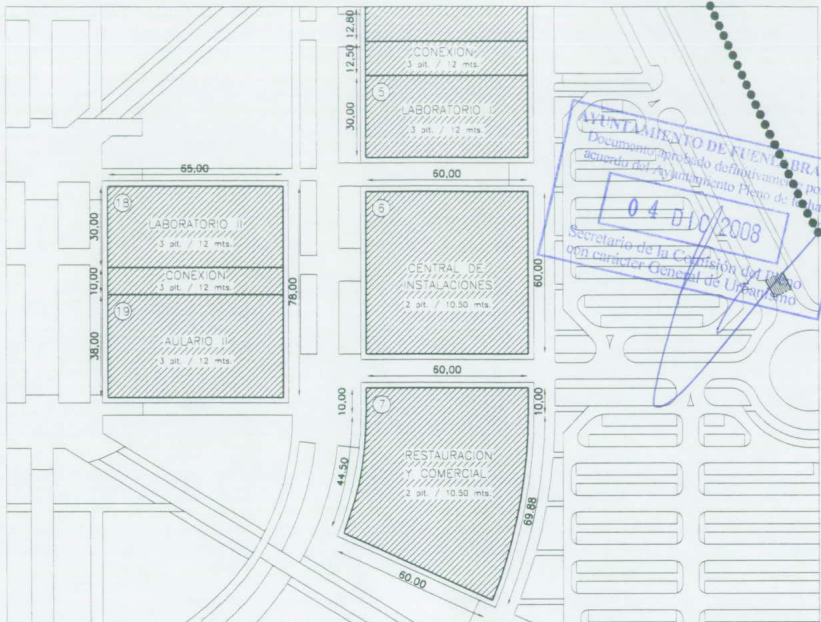 12.80
12,50
CONEXION
3 plt. / 12 mts.
30,00
5
LABORATORIO I
3 plt. / 12 mts.
65,00
60,00
18
30,00
LABORATORIO II
3 plt. / 12 mts.
10,00
CONEXION
3 plt. / 12 mts.
78,00
19
38,00
AULARIO II
3 plt. / 12 mts.
6
CENTRAL DE
INSTALACIONES
2 plt. / 10.50 mts.
60,00
AYUNTAMIENTO DE
Documento aprobado definitivamente por
acuerdo del Ayuntamiento Pleno de fecha
04 DIC 2008
Secretario de la Comisión del Pleno
con carácter General de Urbanismo
60,00
10,00
7
10,00
44.50
RESTAURACION
Y COMERCIAL
2 plt. / 10.50 mts.
69.88
60.00